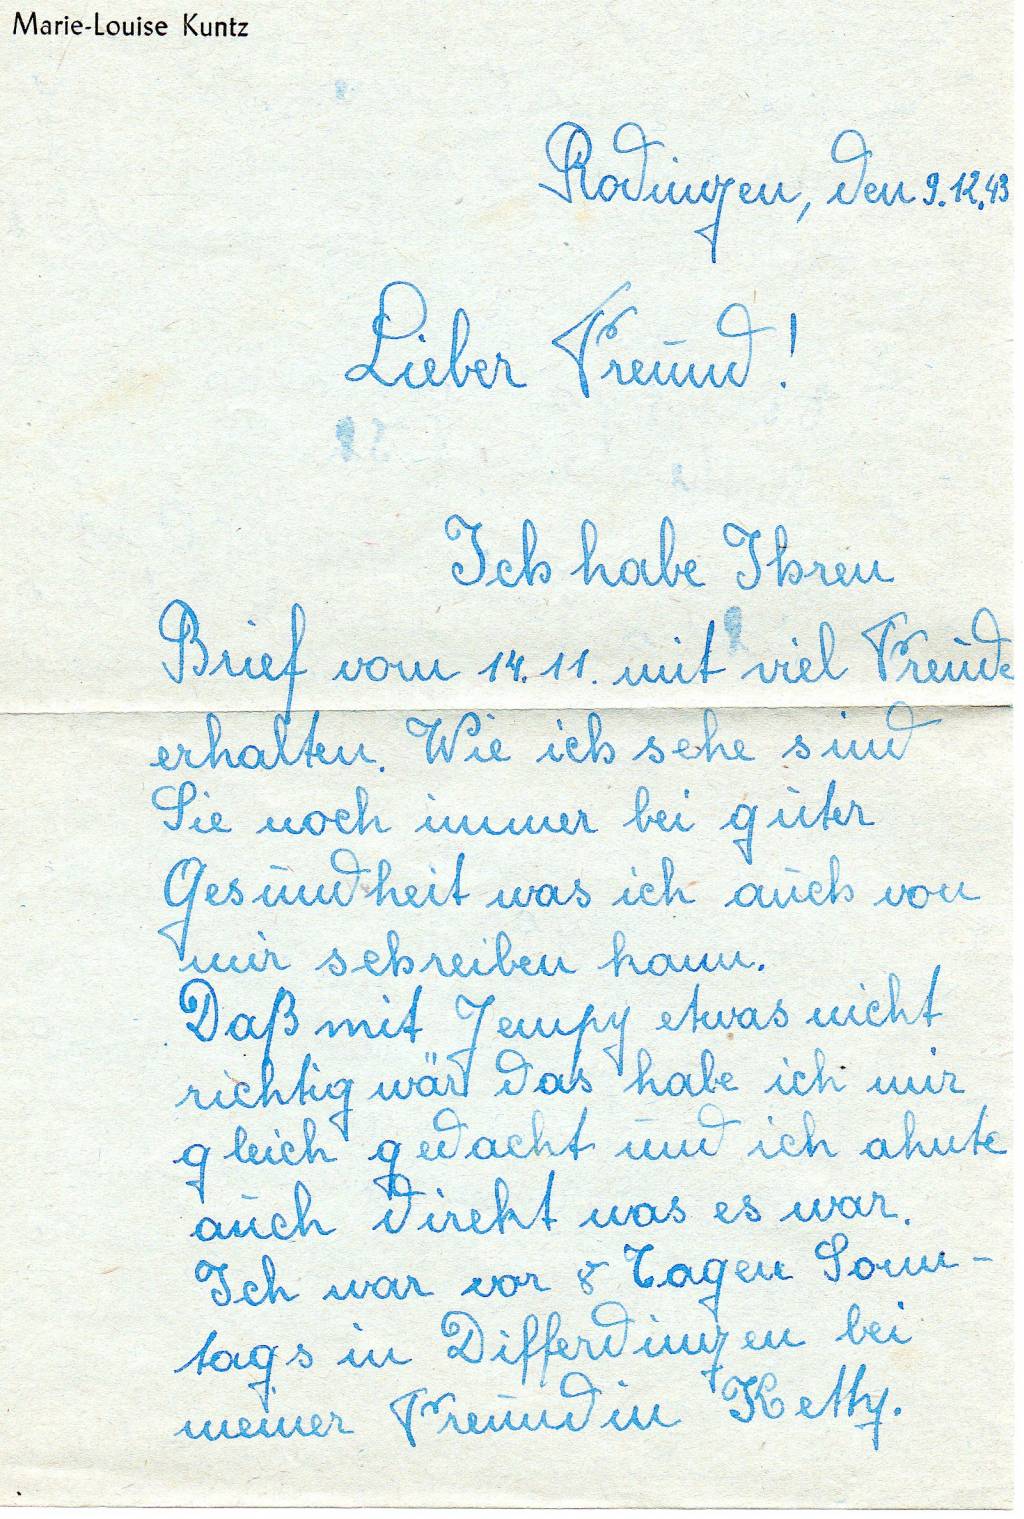 Marie-Louise Kuntz
Rodingen, den 9.12.43
Lieber Freund!
Ich habe Ihren
Brief vom 14.11. mit viel Freude
erhalten. Wie ich sehe sind
Sie noch immer bei guter
Gesundheit was ich auch von
mir schreiben kann.
Daß mit Jempy etwas nicht
richtig wär das habe ich mir
gleich gedacht und ich ahnte
auch direkt was es war.
Ich war vor 8 Tagen Sonn-
tags in Differdingen bei
meiner Freundin Ketty.